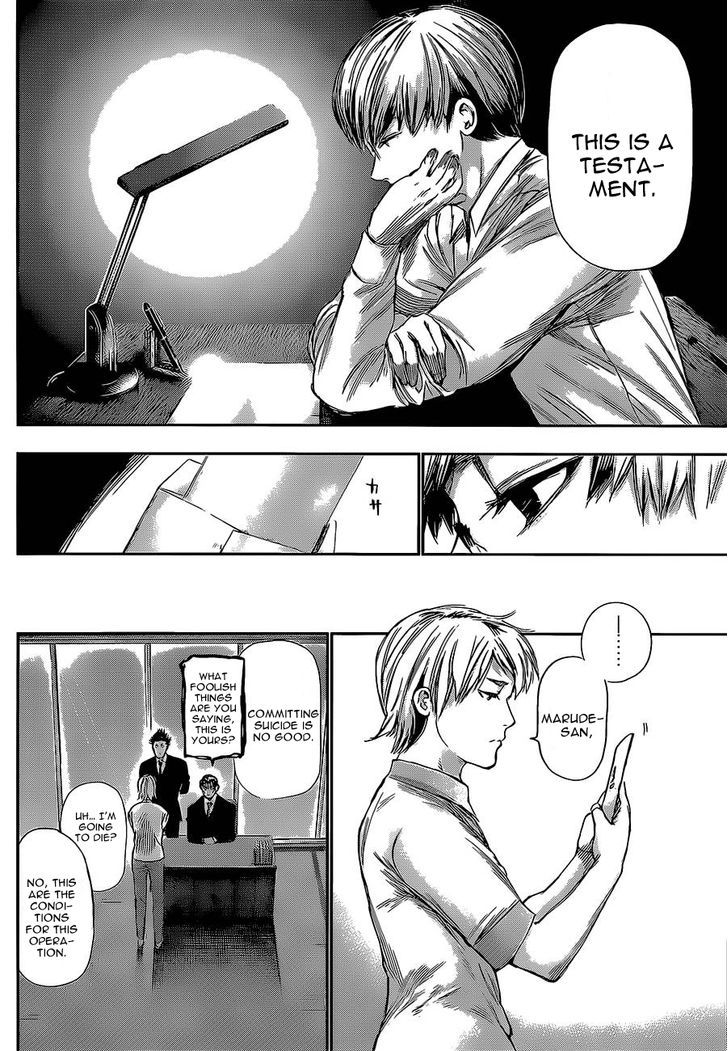 THIS IS A
TESTA-
MENT.
カサ
!......
MARUDE-
SAN,
COMMITTING
SUICIDE IS
NO GOOD.
WHAT
FOOLISH
THINGS
ARE YOU
SAYING,
THIS IS
YOURS?
UH... I'M
GOING
TO DIE?
NO, THIS
ARE THE
CONDI-
TIONS
FOR THIS
OPERA-
TION.